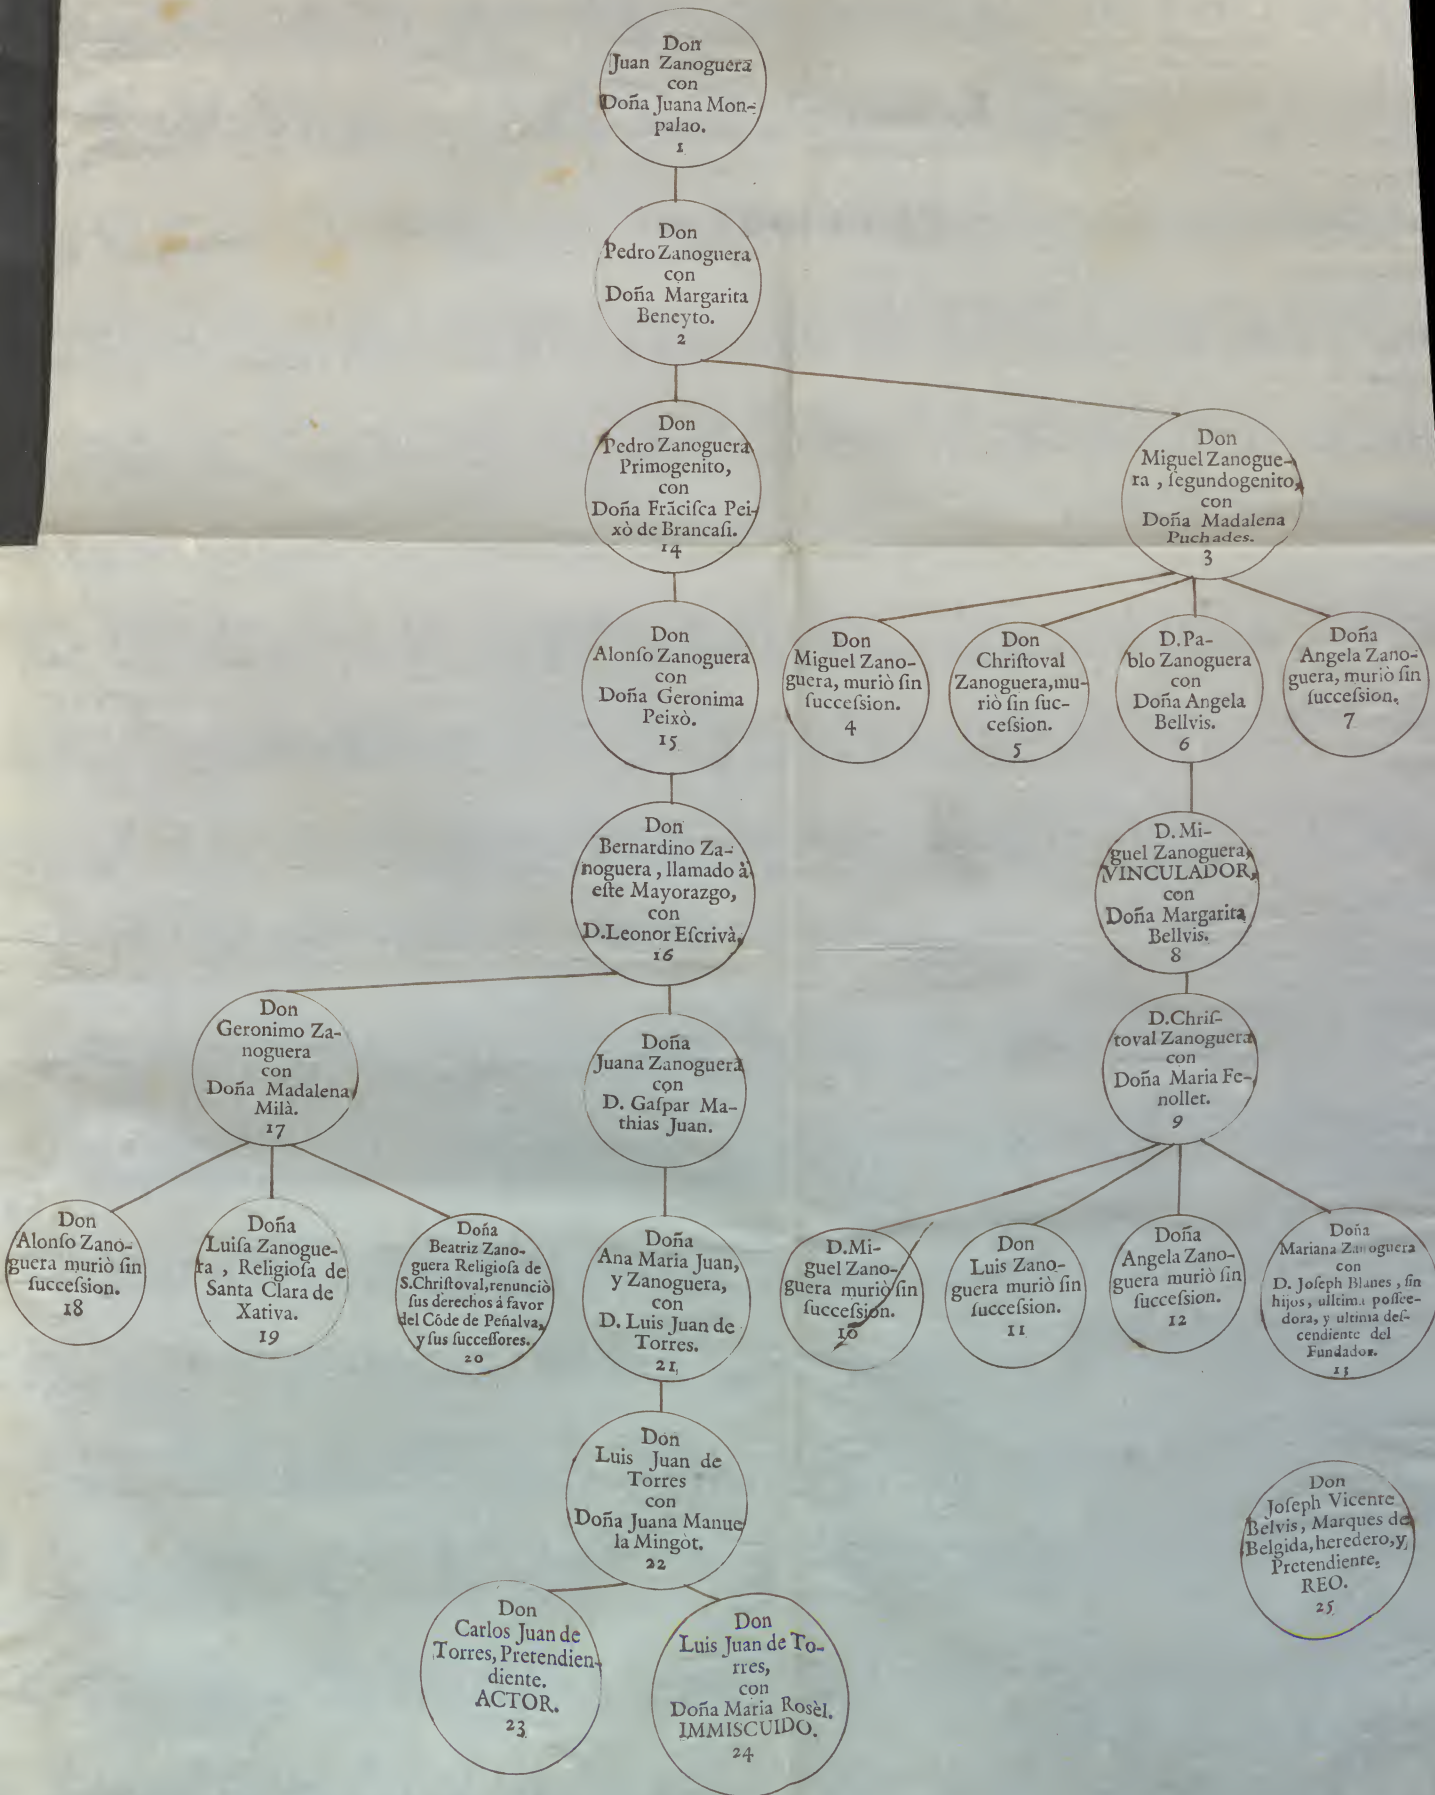 Don
Juan Zanoguera
con
Doña Juana Mon-
palao.
1
Don
Pedro Zanoguera
con
Doña Margarita
Beneyto.
2
Don
Pedro Zanoguera
Primogenito,
con
Doña Frācisca Pei-
xò de Brancasi.
14
Don
Miguel Zanogue-
ra , segundogenito,
con
Doña Madalena
Puchades.
3
Don
Alonso Zanoguera
con
Doña Geronima
Peixò.
15
Don
Miguel Zano-
guera, muriò sin
succession.
4
Don
Christoval
Zanoguera,mu-
riò sin suc-
cession.
5
D.Pa-
blo Zanoguera
con
Doña Angela
Bellvis.
6
Doña
Angela Zano-
guera, muriò sin
succession.
7
Don
Bernardino Za-
noguera , llamado à
este Mayorazgo,
con
D.Leonor Escrivà.
16
D.Mi-
guel Zanoguera,
VINCULADOR,
con
Doña Margarita
Bellvis.
8
Don
Geronimo Za-
noguera
con
Doña Madalena
Milà.
17
Doña
Juana Zanoguera
con
D. Gaspar Ma-
thias Juan.
D.Chris-
toval Zanoguera
con
Doña Maria Fe-
nollet.
9
Don
Alonso Zano-
guera muriò sin
succession.
18
Doña
Luisa Zanogue-
ra , Religiosa de
Santa Clara de
Xativa.
19
Doña
Beatriz Zano-
guera Religiosa de
S.Christoval,renunciò
sus derechos á favor
del Cōde de Peñalva,
y sus successores.
20
Doña
Ana Maria Juan,
y Zanoguera,
con
D. Luis Juan de
Torres.
21
D.Mi-
guel Zano-
guera muriò sin
succession.
10
Don
Luis Zano-
guera muriò sin
succession.
11
Doña
Angela Zano-
guera muriò sin
succession.
12
Doña
Mariana Zanoguera
con
D. Joseph Blanes , sin
hijos, ulltima possee-
dora, y ultima des-
cendiente del
Fundador.
13
Don
Luis Juan de
Torres
con
Doña Juana Manue
la Mingòt.
22
Don
Joseph Vicente
Belvis, Marques de
Belgida,heredero,y
Pretendiente.
REO.
25
Don
Carlos Juan de
Torres, Pretendien-
diente.
ACTOR.
23
Don
Luis Juan de To-
rres,
con
Doña Maria Rosèl.
IMMISCUIDO.
24